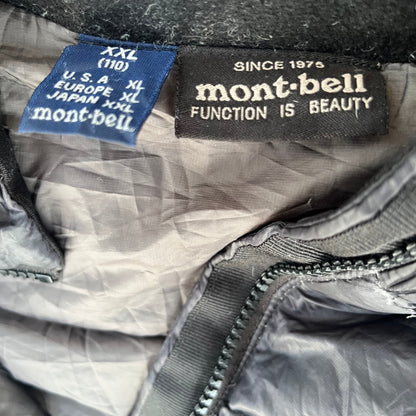 XXL
(110)
U.S.A XL
EUROPE XL
JAPAN XXL
mont-bell
SINCE 1975
mont-bell
FUNCTION IS BEAUTY